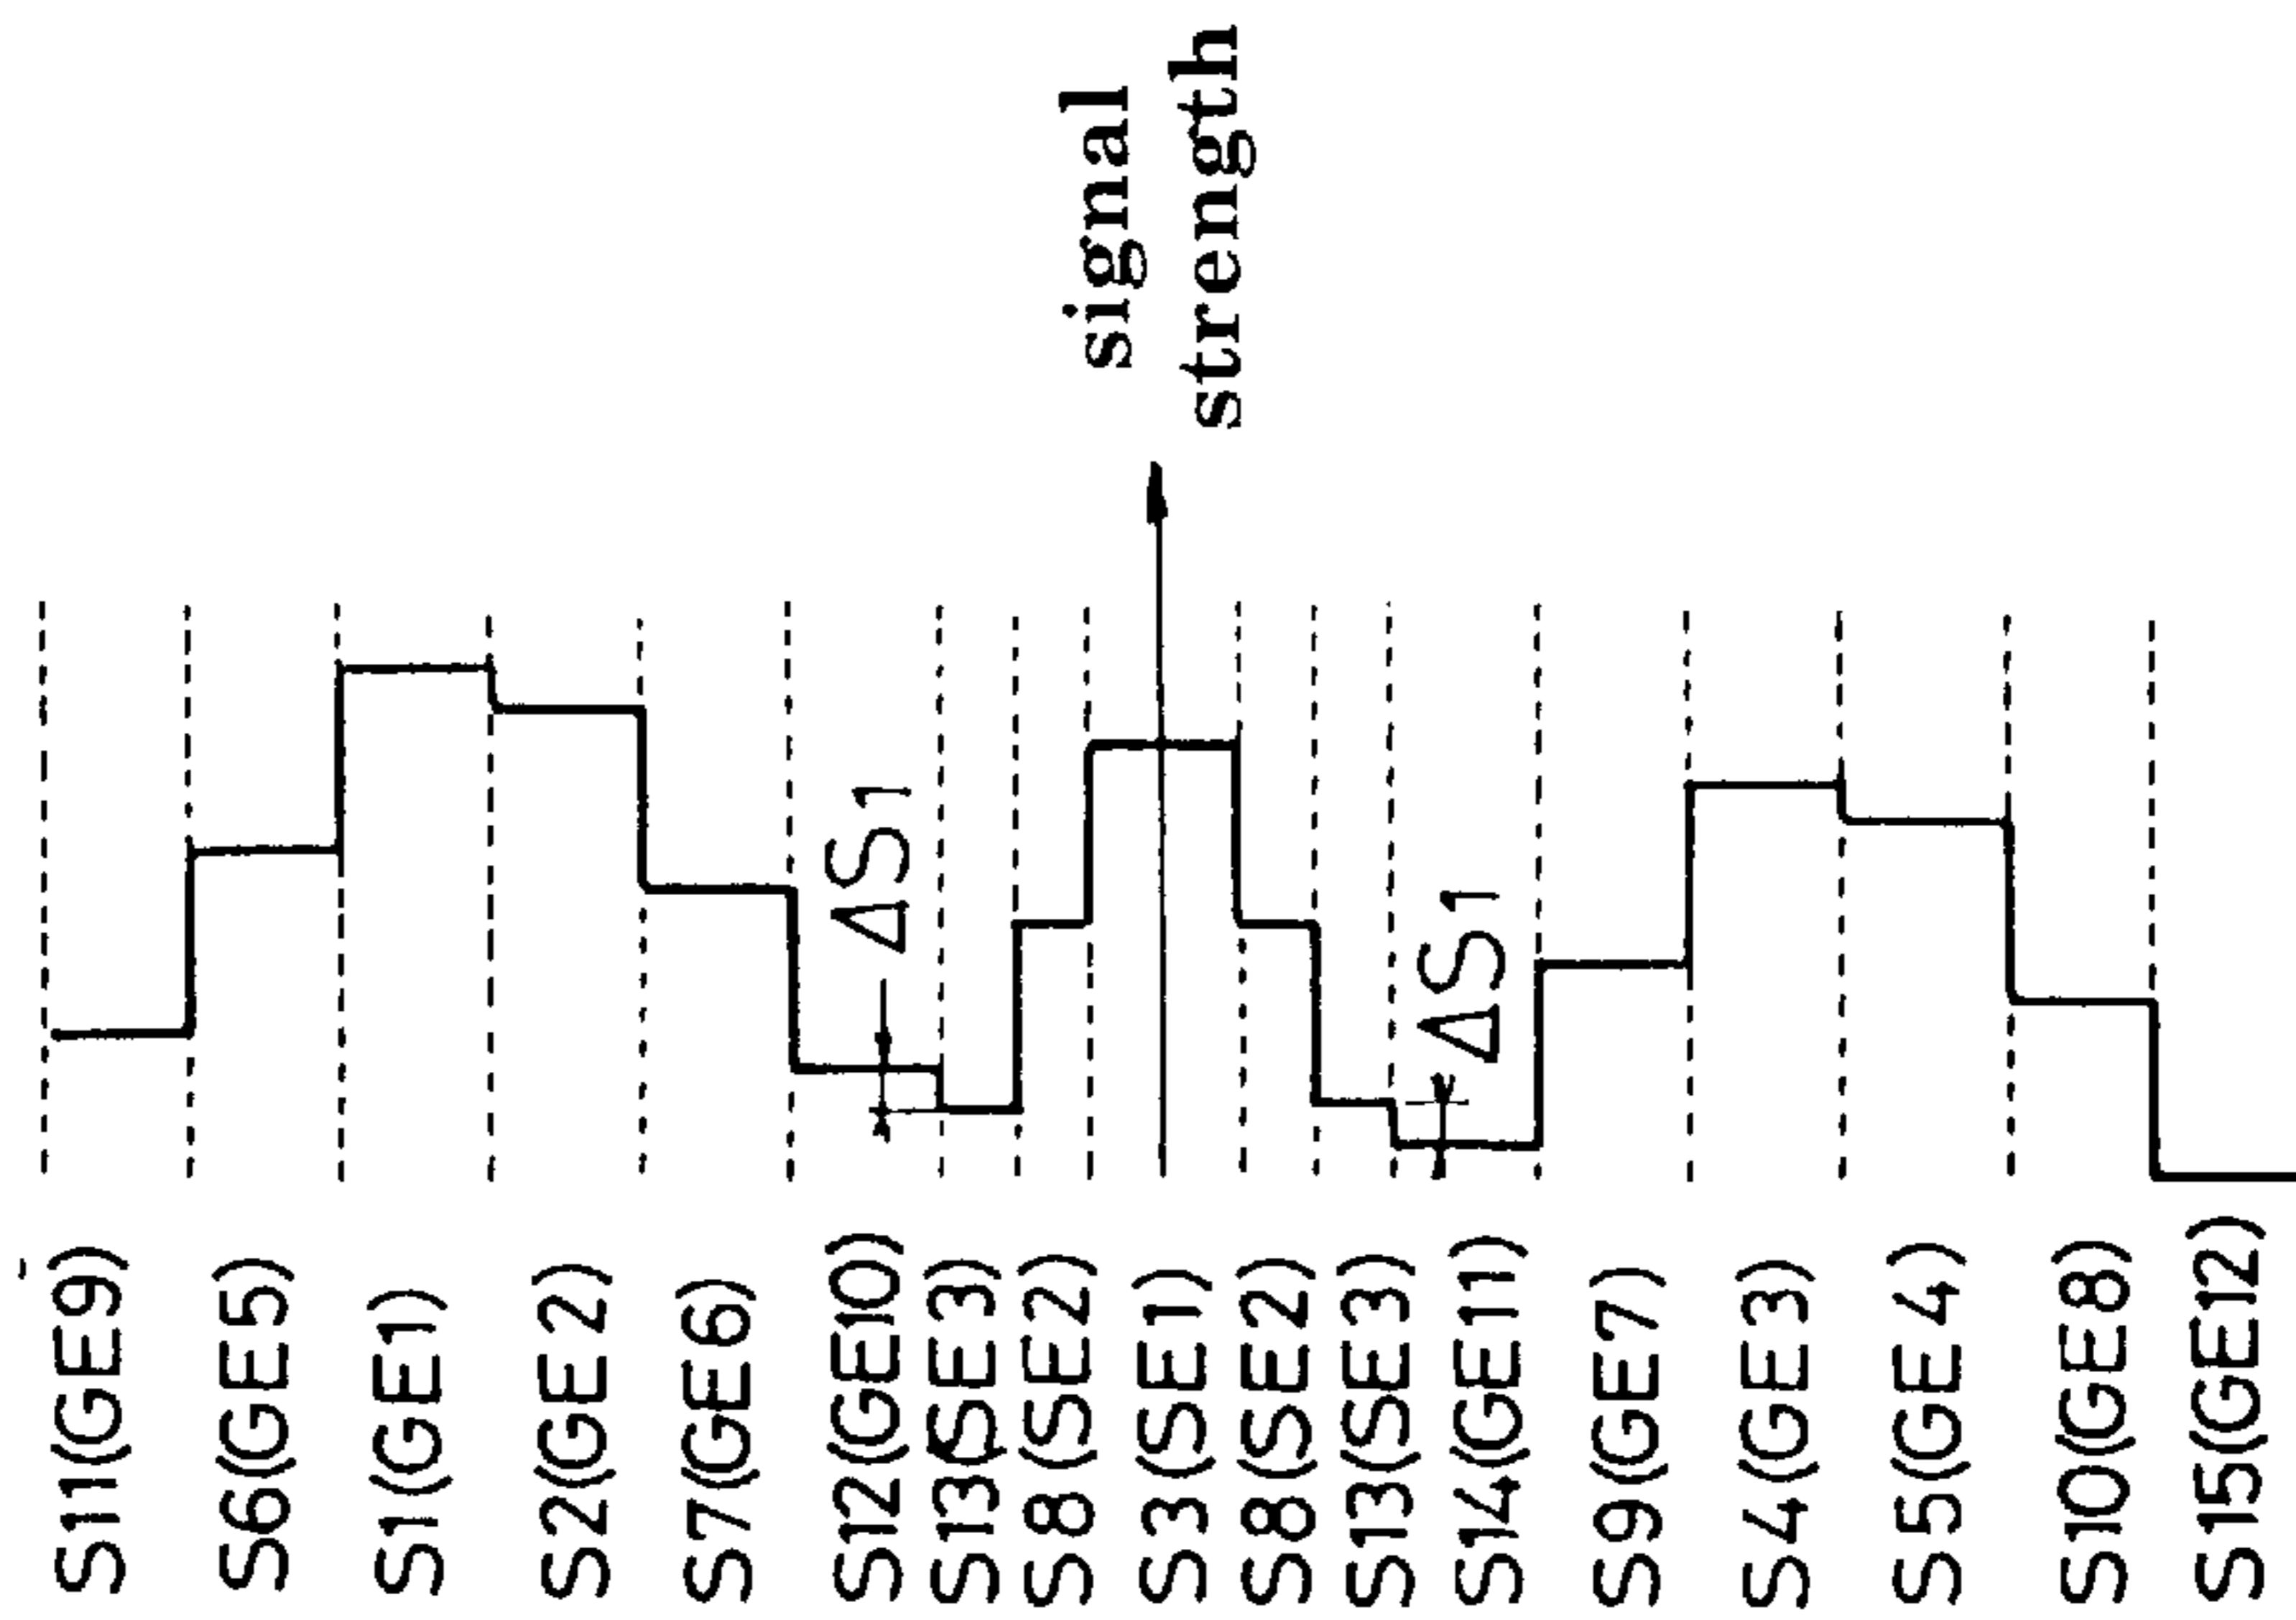 signal
strength
ΔS1
ΔS1
S11(GE9)
S6(GE5)
S1(GE1)
S2(GE2)
S7(GE6)
S12(GE10)
S13(SE3)
S8(SE2)
S3(SE1)
S8(SE2)
S13(SE3)
S14(GE11)
S9(GE7)
S4(GE3)
S5(GE4)
S10(GE8)
S15(GE12)